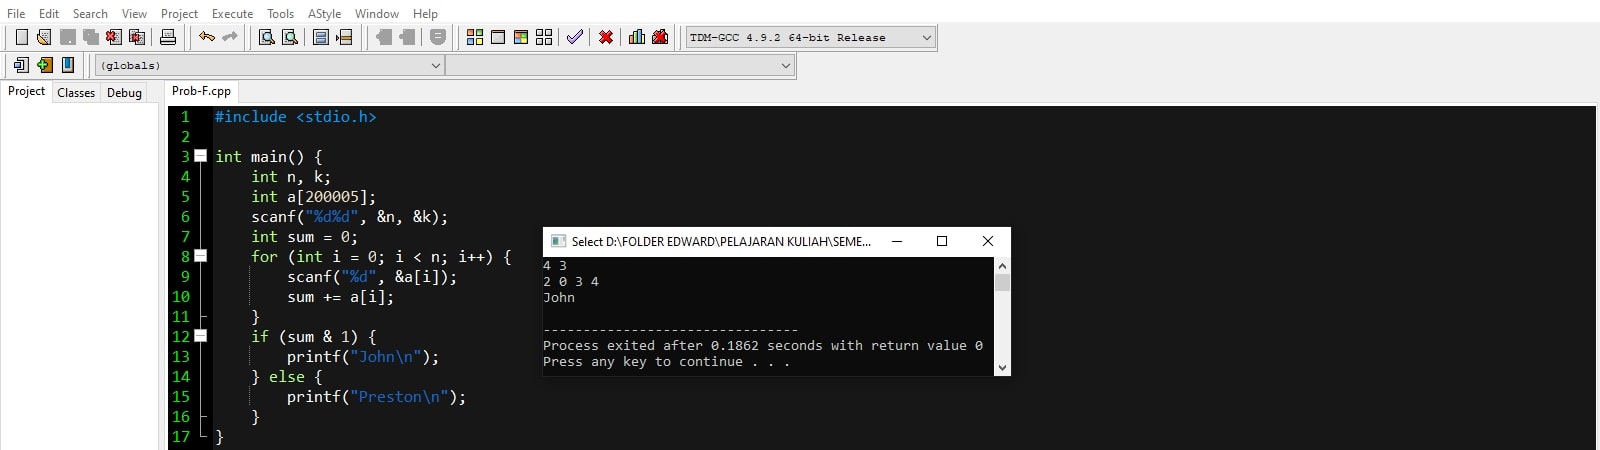 File Edit Search View Project Execute Tools AStyle Window Help
TDM-GCC 4.9.2 64-bit Release
(globals)
Project Classes Debug
Prob-F.cpp
1 #include <stdio.h>
2
3 int main() {
4 int n, k;
5 int a[200005];
6 scanf("%d%d", &n, &k);
7 int sum = 0;
8 for (int i = 0; i < n; i++) {
9 scanf("%d", &a[i]);
10 sum += a[i];
11 }
12 if (sum & 1) {
13 printf("John\n");
14 } else {
15 printf("Preston\n");
16 }
17 }
Select D:\FOLDER EDWARD\PELAJARAN KULIAH\SEME...
4 3
2 0 3 4
John
--------------------------------
Process exited after 0.1862 seconds with return value 0
Press any key to continue . . .